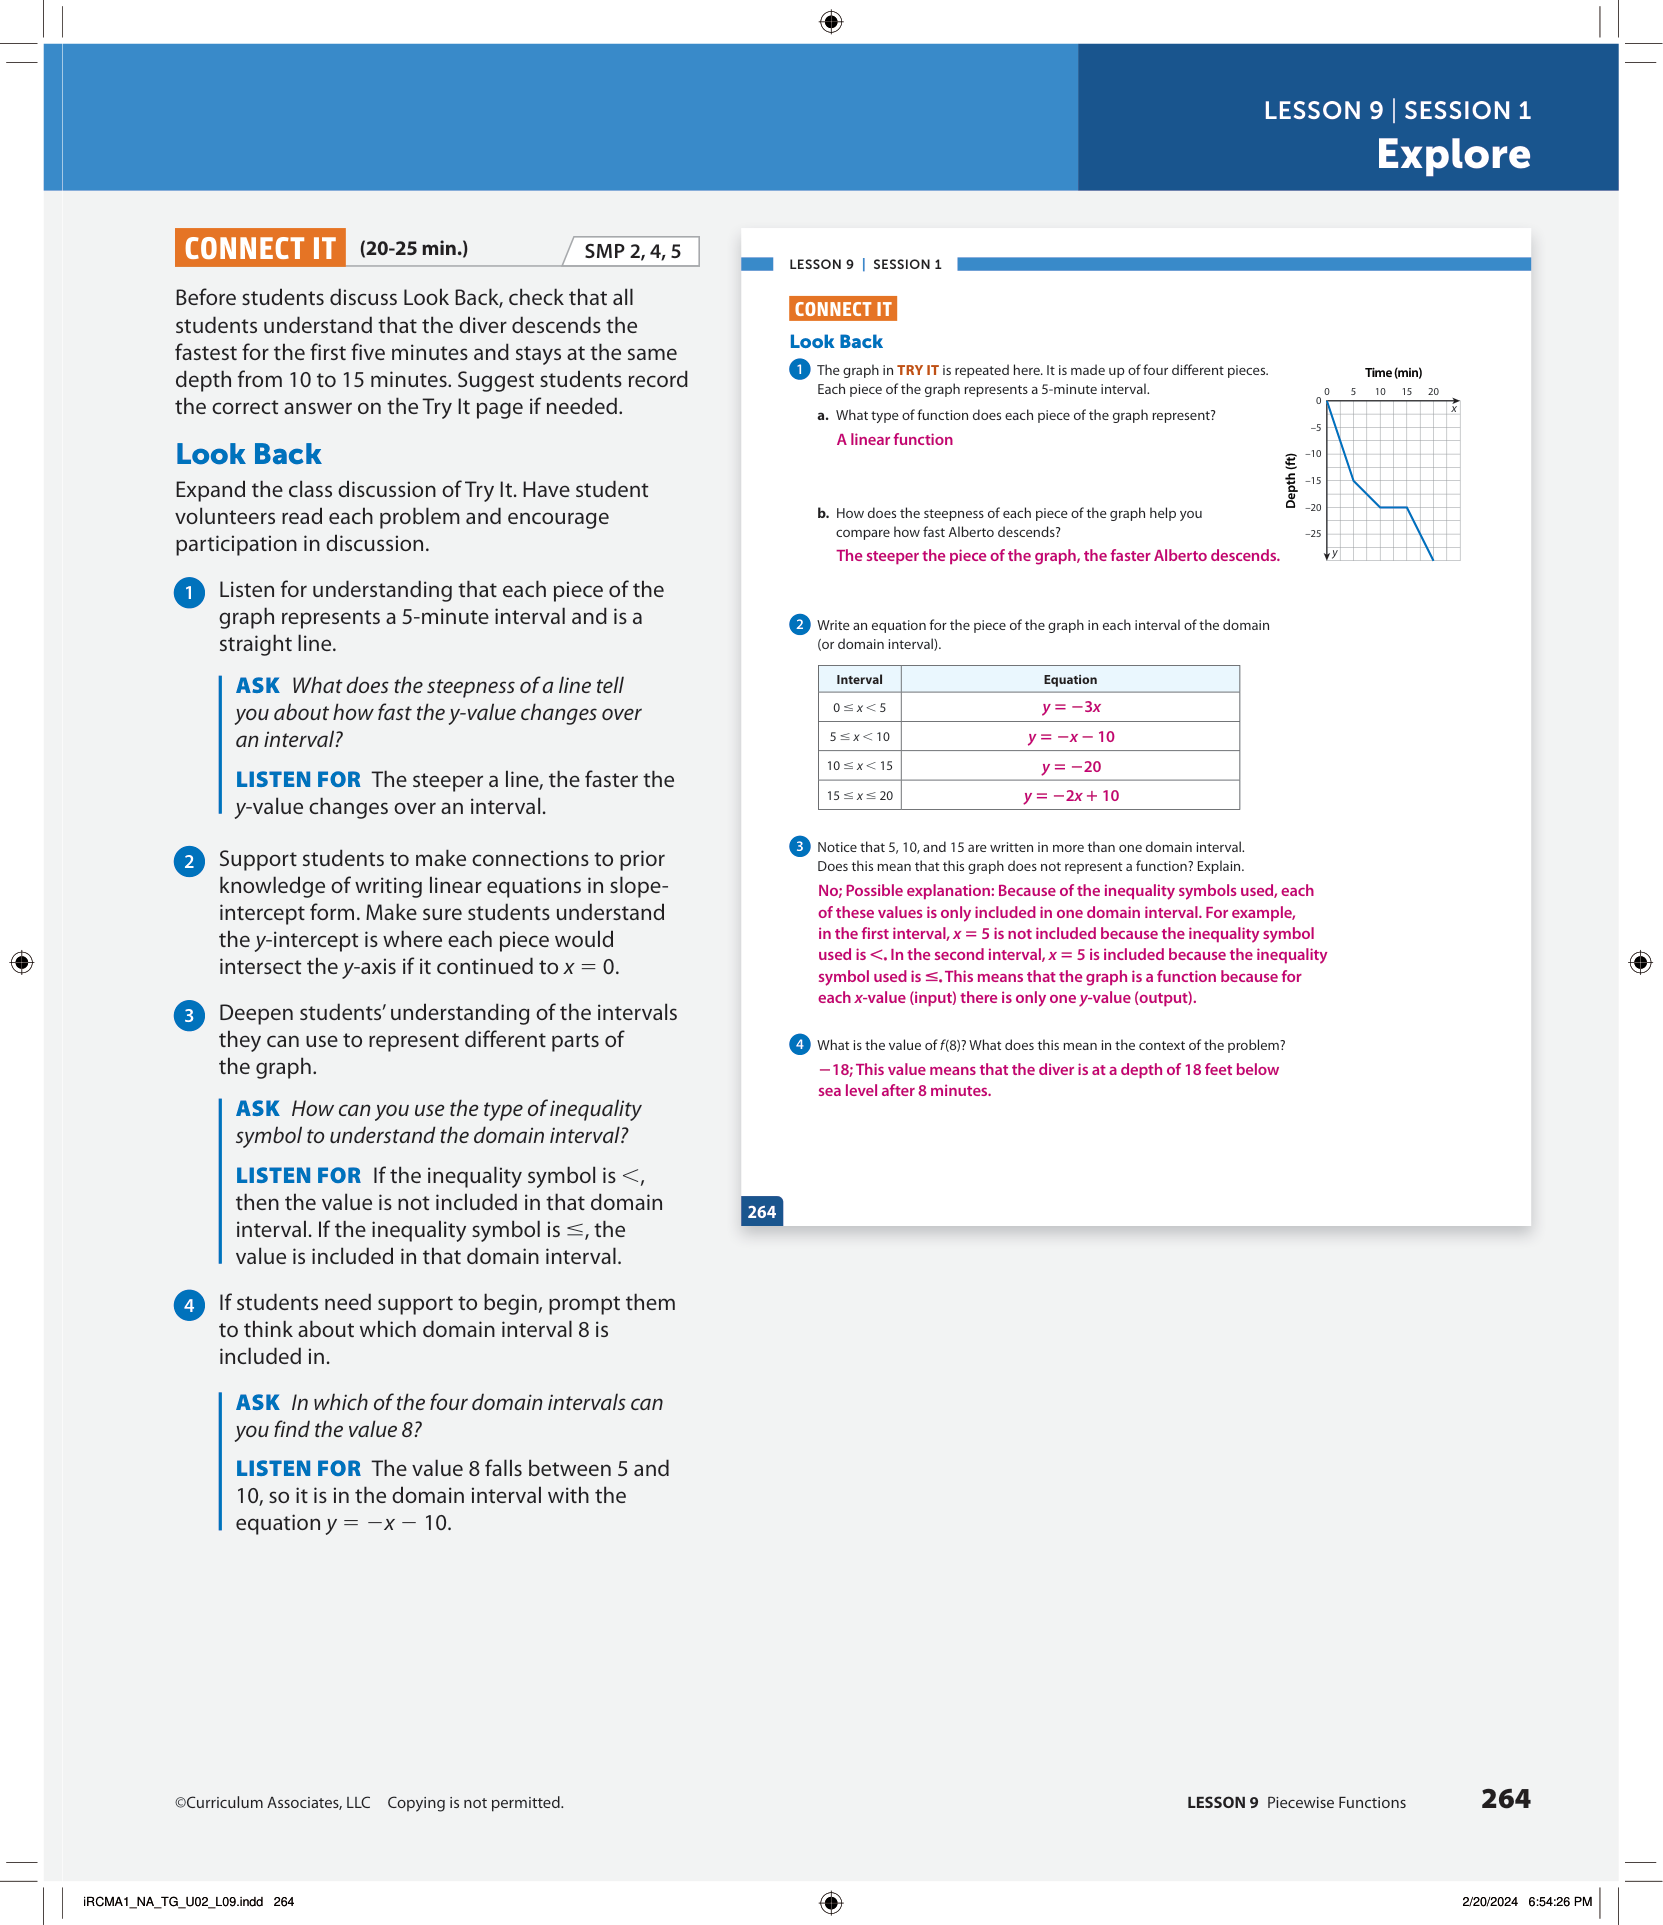 LESSON 9 | SESSION 1
Explore
CONNECT IT (20-25 min.) SMP 2, 4, 5
Before students discuss Look Back, check that all
students understand that the diver descends the
fastest for the first five minutes and stays at the same
depth from 10 to 15 minutes. Suggest students record
the correct answer on the Try It page if needed.
Look Back
Expand the class discussion of Try It. Have student
volunteers read each problem and encourage
participation in discussion.
1 Listen for understanding that each piece of the
graph represents a 5-minute interval and is a
straight line.
ASK What does the steepness of a line tell
you about how fast the y-value changes over
an interval?
LISTEN FOR The steeper a line, the faster the
y-value changes over an interval.
2 Support students to make connections to prior
knowledge of writing linear equations in slope-
intercept form. Make sure students understand
the y-intercept is where each piece would
intersect the y-axis if it continued to x = 0.
3 Deepen students’ understanding of the intervals
they can use to represent different parts of
the graph.
ASK How can you use the type of inequality
symbol to understand the domain interval?
LISTEN FOR If the inequality symbol is <,
then the value is not included in that domain
interval. If the inequality symbol is ≤, the
value is included in that domain interval.
4 If students need support to begin, prompt them
to think about which domain interval 8 is
included in.
ASK In which of the four domain intervals can
you find the value 8?
LISTEN FOR The value 8 falls between 5 and
10, so it is in the domain interval with the
equation y = −x − 10.
LESSON 9 | SESSION 1
CONNECT IT
Look Back
1 The graph in TRY IT is repeated here. It is made up of four different pieces.
Each piece of the graph represents a 5-minute interval.
a. What type of function does each piece of the graph represent?
A linear function
b. How does the steepness of each piece of the graph help you
compare how fast Alberto descends?
The steeper the piece of the graph, the faster Alberto descends.
Time (min)
0 5 10 15 20
x
0
–5
–10
–15
–20
–25
y
Depth (ft)
2 Write an equation for the piece of the graph in each interval of the domain
(or domain interval).
Interval Equation
0 ≤ x < 5 y = −3x
5 ≤ x < 10 y = −x − 10
10 ≤ x < 15 y = −20
15 ≤ x ≤ 20 y = −2x + 10
3 Notice that 5, 10, and 15 are written in more than one domain interval.
Does this mean that this graph does not represent a function? Explain.
No; Possible explanation: Because of the inequality symbols used, each
of these values is only included in one domain interval. For example,
in the first interval, x = 5 is not included because the inequality symbol
used is <. In the second interval, x = 5 is included because the inequality
symbol used is ≤. This means that the graph is a function because for
each x-value (input) there is only one y-value (output).
4 What is the value of f(8)? What does this mean in the context of the problem?
−18; This value means that the diver is at a depth of 18 feet below
sea level after 8 minutes.
264
©Curriculum Associates, LLC Copying is not permitted.
LESSON 9 Piecewise Functions 264
iRCMA1_NA_TG_U02_L09.indd 264
2/20/2024 6:54:26 PM